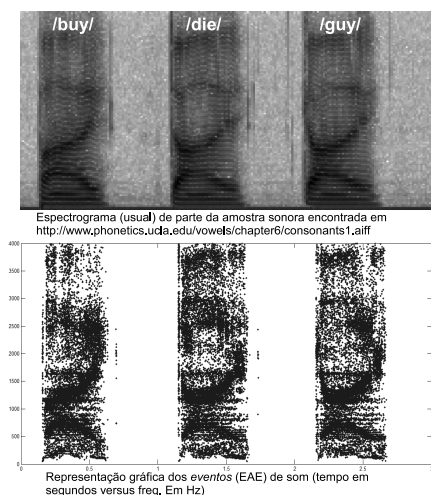 /buy/ /die/ /guy/
Espectrograma (usual) de parte da amostra sonora encontrada em
http://www.phonetics.ucla.edu/vowels/chapter6/consonants1.aiff
4000
3500
3000
2500
2000
1500
1000
500
0
0 0.5 1 1.5 2 2.5
Representação gráfica dos eventos (EAE) de som (tempo em
segundos versus freq. Em Hz)